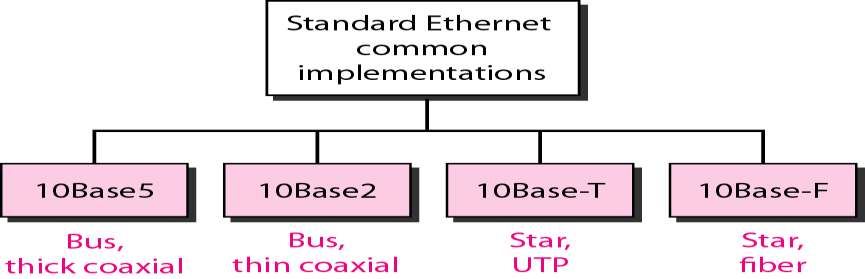 Standard Ethernet
common
implementations
10Base5
10Base2
10Base-T
10Base-F
Bus,
thick coaxial
Bus,
thin coaxial
Star,
UTP
Star,
fiber